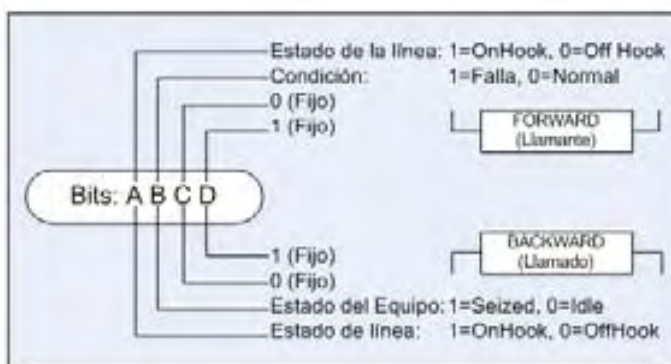 Estado de la línea: 1=OnHook, 0=Off Hook
Condición: 1=Falla, 0=Normal
0 (Fijo)
1 (Fijo)
FORWARD
(Llamante)
Bits: A B C D
BACKWARD
(Llamado)
1 (Fijo)
0 (Fijo)
Estado del Equipo: 1=Seized, 0=Idle
Estado de línea: 1=OnHook, 0=OffHook